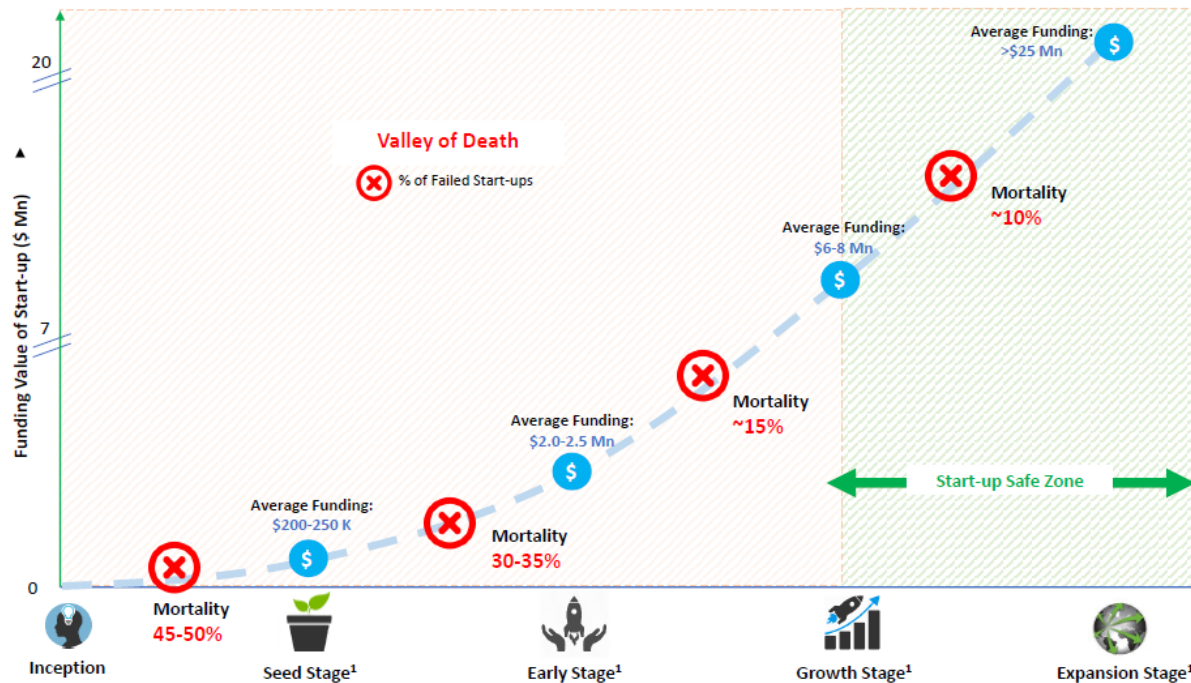 Average Funding:
>$25 Mn
20
Valley of Death
% of Failed Start-ups
Mortality
~10%
Average Funding:
$6-8 Mn
Funding Value of Start-up ($ Mn)
7
Mortality
~15%
Average Funding:
$2.0-2.5 Mn
Start-up Safe Zone
Average Funding:
$200-250 K
Mortality
30-35%
0
Mortality
45-50%
Inception
Seed Stage¹
Early Stage¹
Growth Stage¹
Expansion Stage¹
$
$
$
$